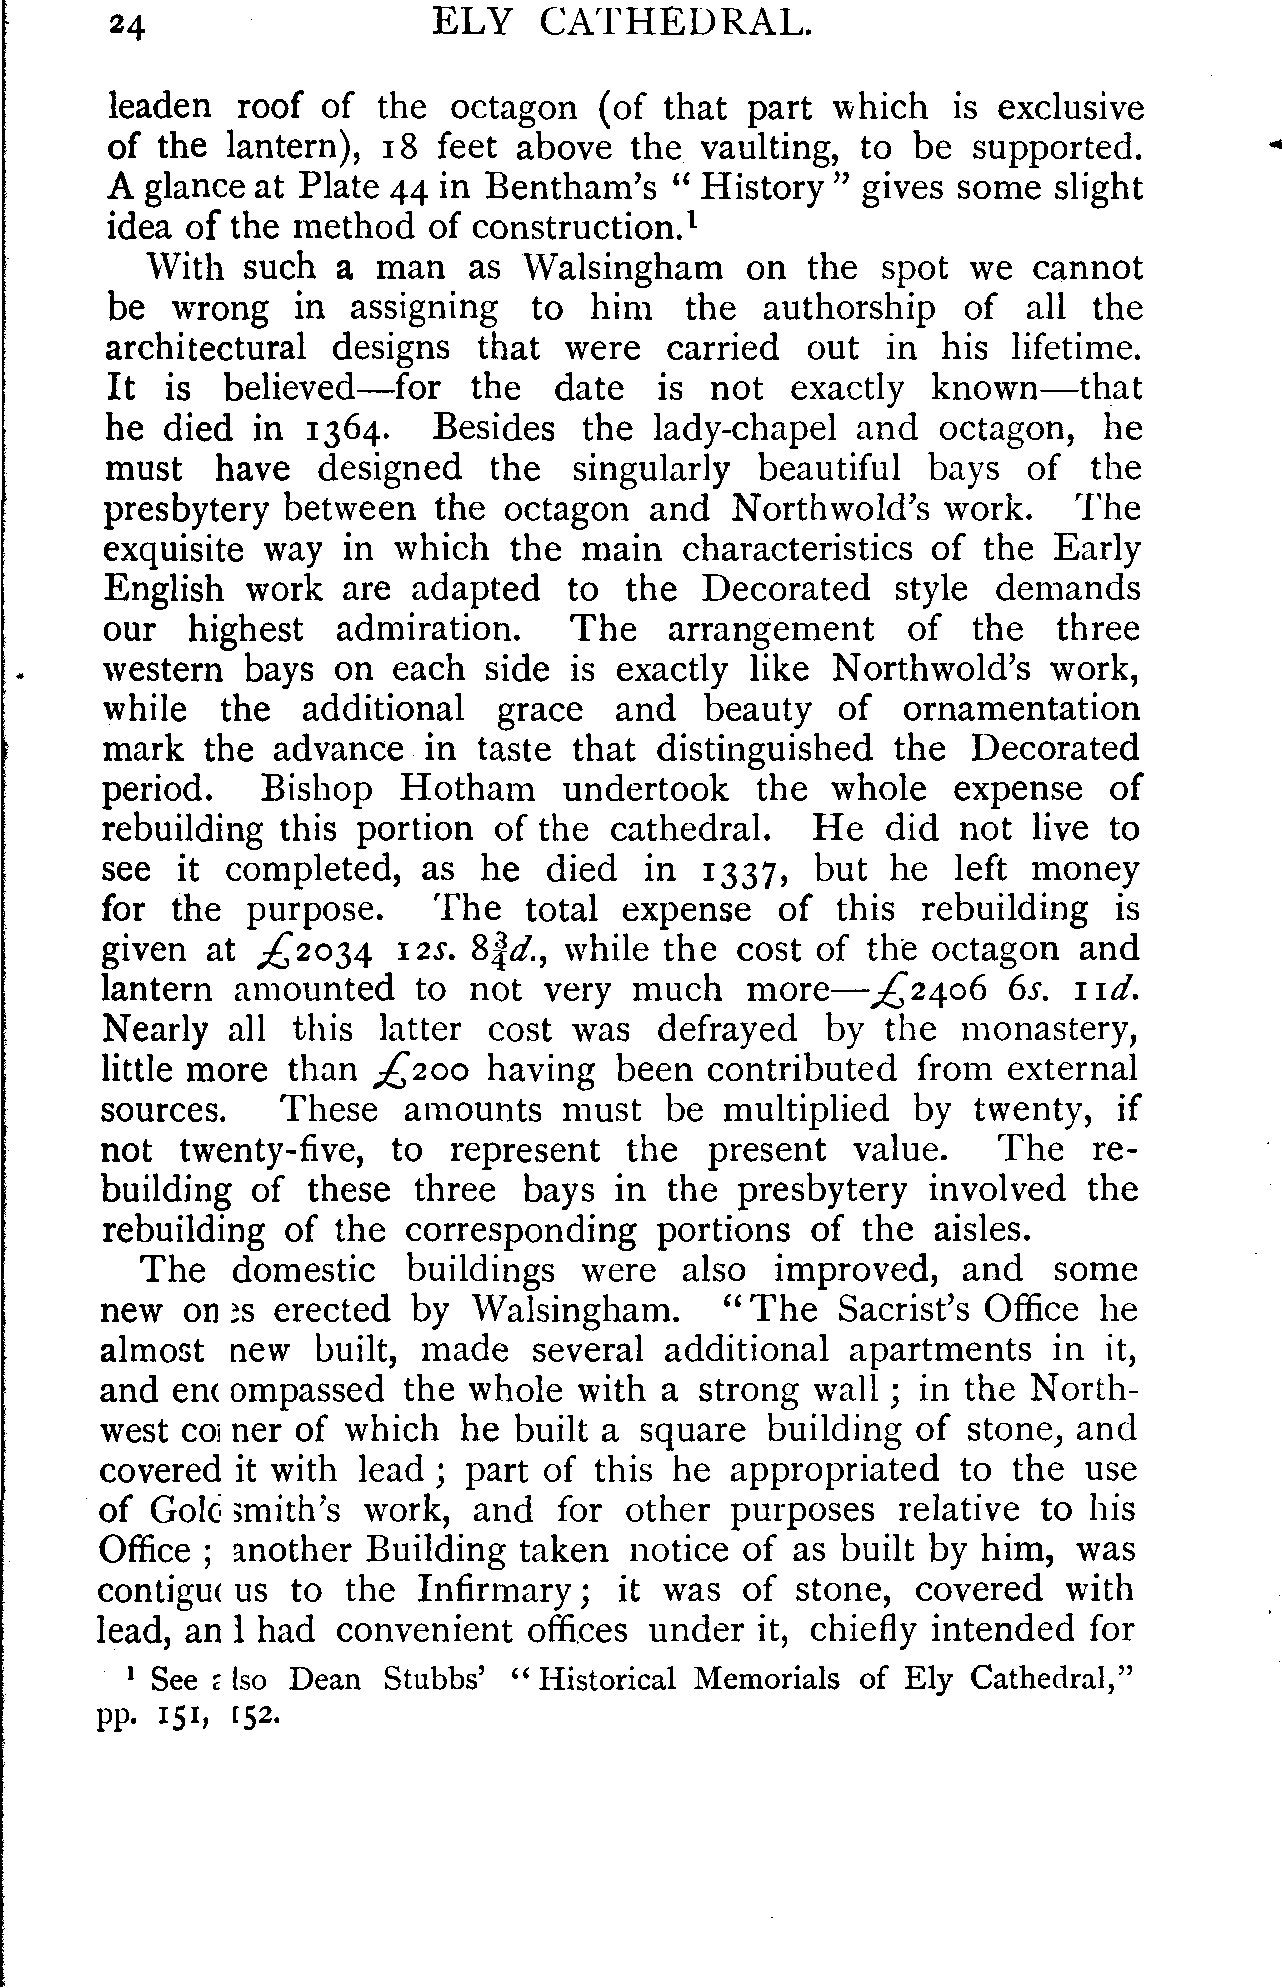 24 ELY CATHEDRAL.
leaden roof of the octagon (of that part which is exclusive
of the lantern), 18 feet above the vaulting, to be supported.
A glance at Plate 44 in Bentham's “ History ” gives some slight
idea of the method of construction.¹
With such a man as Walsingham on the spot we cannot
be wrong in assigning to him the authorship of all the
architectural designs that were carried out in his lifetime.
It is believed—for the date is not exactly known—that
he died in 1364. Besides the lady-chapel and octagon, he
must have designed the singularly beautiful bays of the
presbytery between the octagon and Northwold's work. The
exquisite way in which the main characteristics of the Early
English work are adapted to the Decorated style demands
our highest admiration. The arrangement of the three
western bays on each side is exactly like Northwold's work,
while the additional grace and beauty of ornamentation
mark the advance in taste that distinguished the Decorated
period. Bishop Hotham undertook the whole expense of
rebuilding this portion of the cathedral. He did not live to
see it completed, as he died in 1337, but he left money
for the purpose. The total expense of this rebuilding is
given at £2034 12s. 8¾d., while the cost of the octagon and
lantern amounted to not very much more—£2406 6s. 11d.
Nearly all this latter cost was defrayed by the monastery,
little more than £200 having been contributed from external
sources. These amounts must be multiplied by twenty, if
not twenty-five, to represent the present value. The re-
building of these three bays in the presbytery involved the
rebuilding of the corresponding portions of the aisles.
The domestic buildings were also improved, and some
new ones erected by Walsingham. “The Sacrist's Office he
almost new built, made several additional apartments in it,
and encompassed the whole with a strong wall ; in the North-
west corner of which he built a square building of stone, and
covered it with lead ; part of this he appropriated to the use
of Goldsmith's work, and for other purposes relative to his
Office ; another Building taken notice of as built by him, was
contiguous to the Infirmary ; it was of stone, covered with
lead, and had convenient offices under it, chiefly intended for
¹ See also Dean Stubbs' “ Historical Memorials of Ely Cathedral,”
pp. 151, 152.